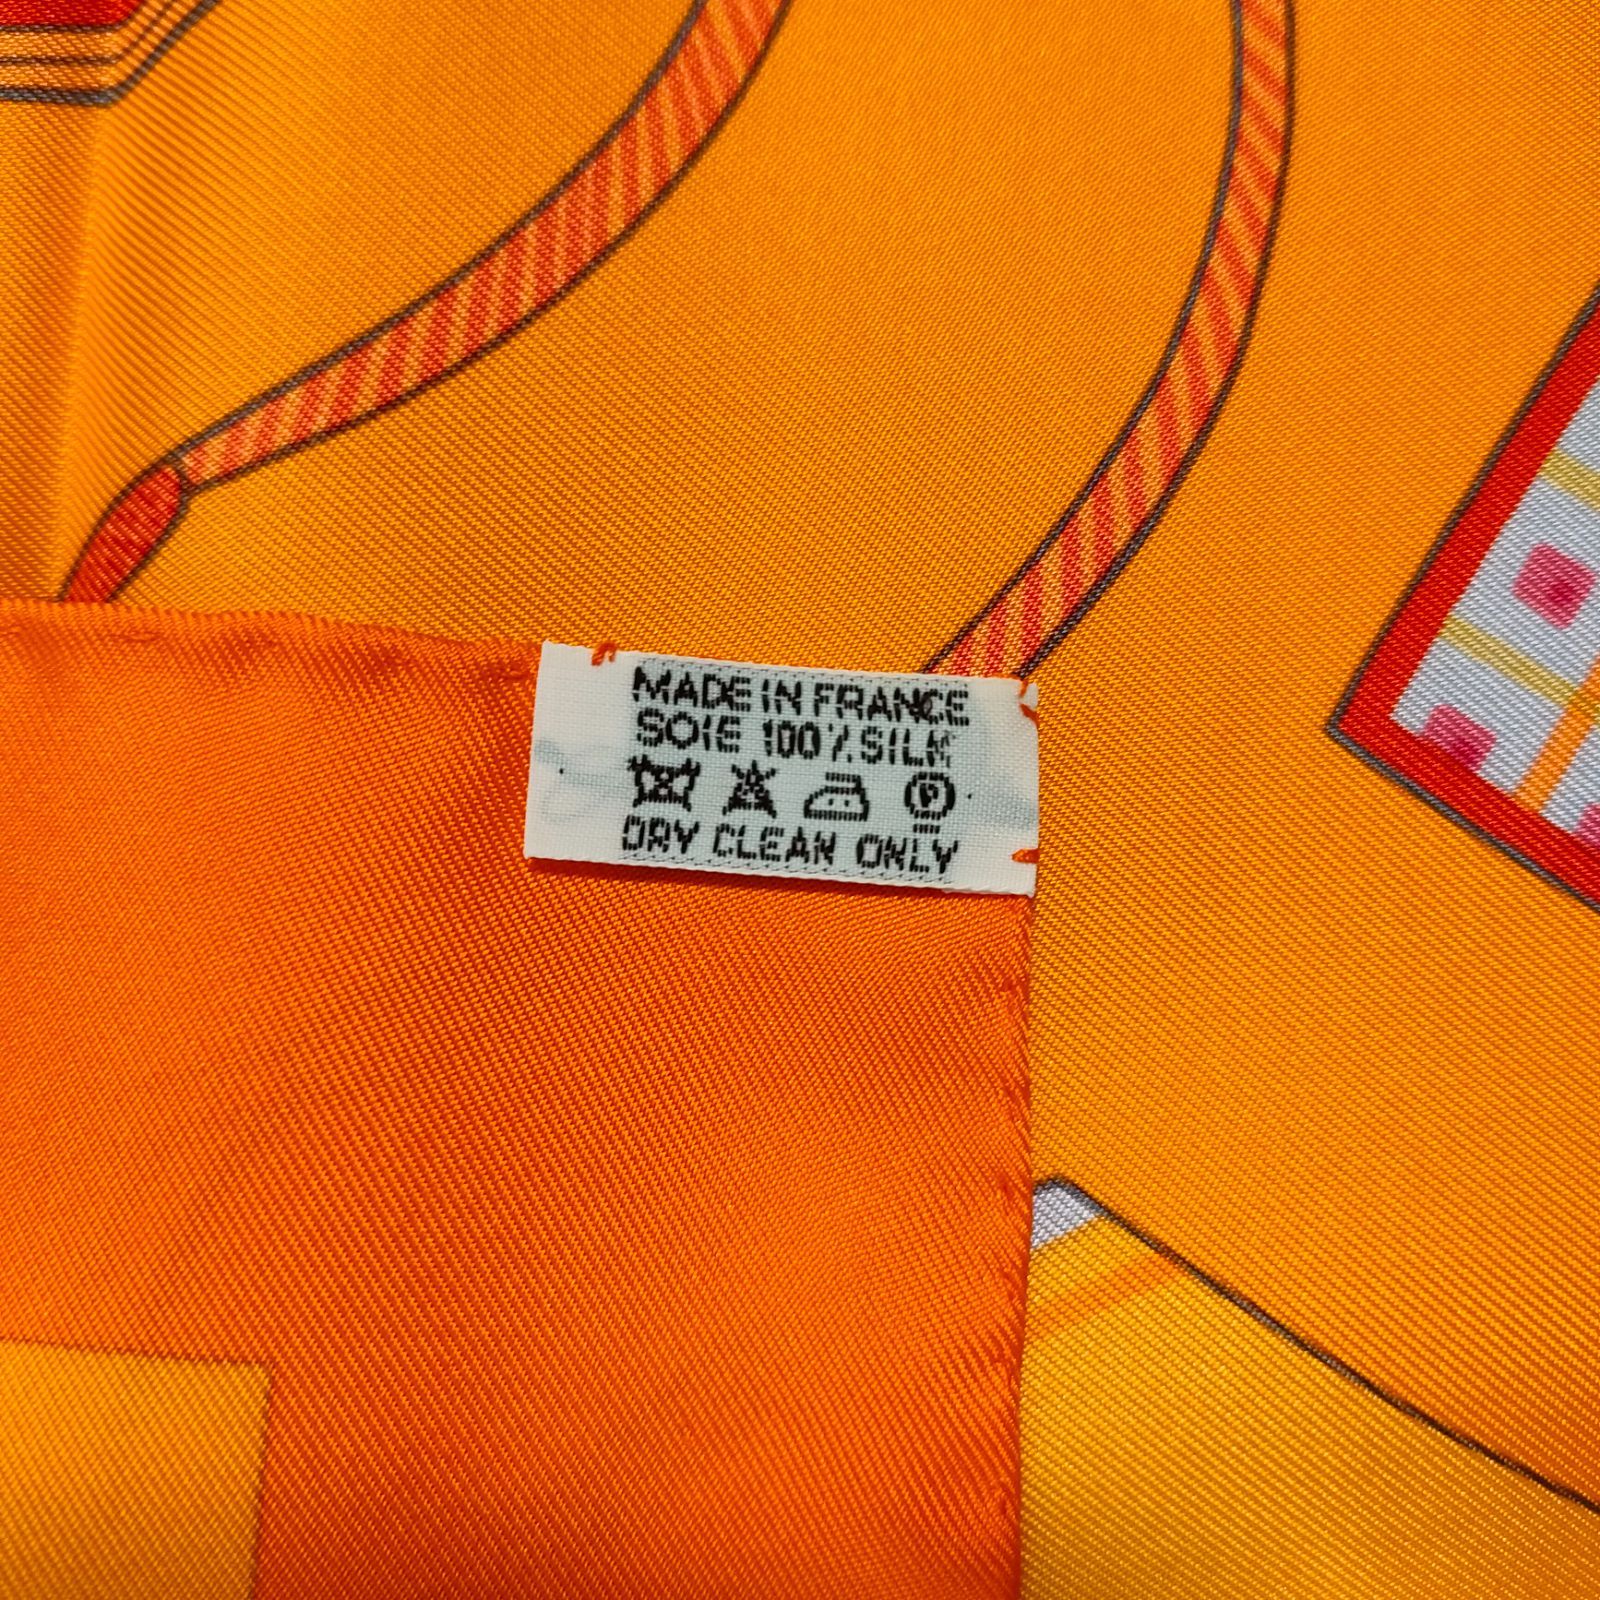 MADE IN FRANCE
SOIE 100% SILK
P
DRY CLEAN ONLY